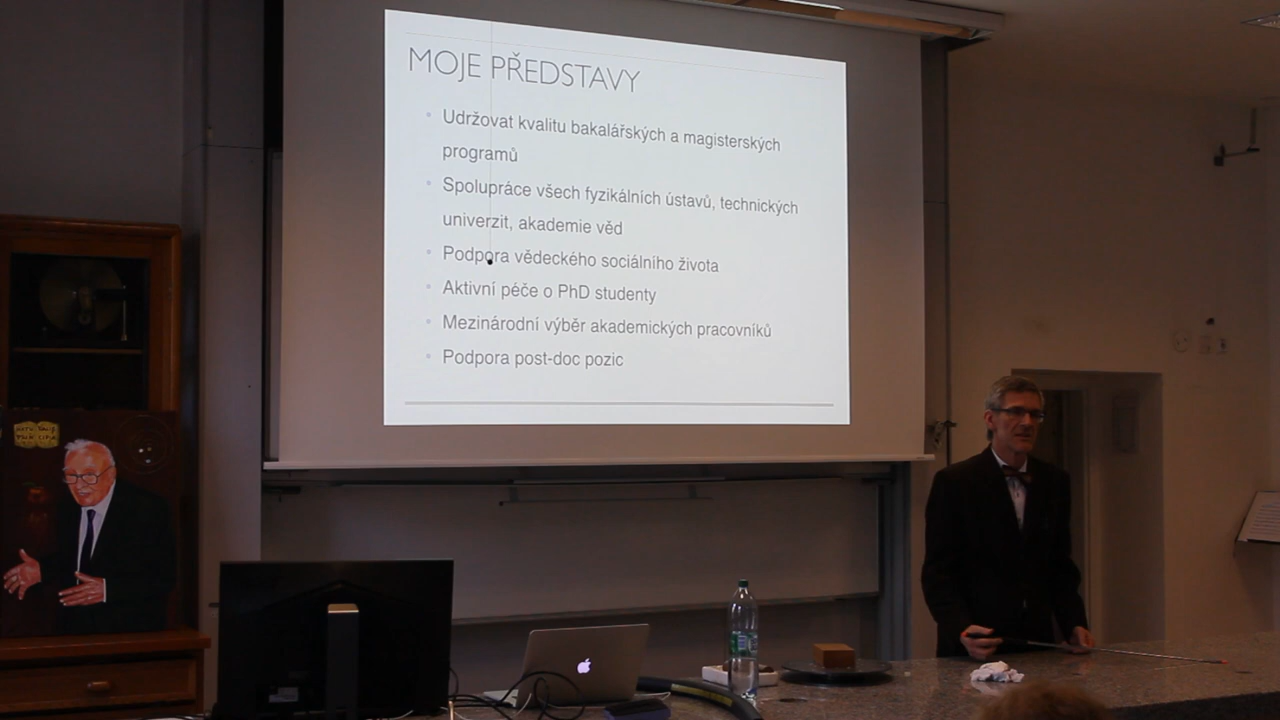 MOJE PŘEDSTAVY
Udržovat kvalitu bakalářských a magisterských
programů
Spolupráce všech fyzikálních ústavů, technických
univerzit, akademie věd
Podpora vědeckého sociálního života
Aktivní péče o PhD studenty
Mezinárodní výběr akademických pracovníků
Podpora post-doc pozic